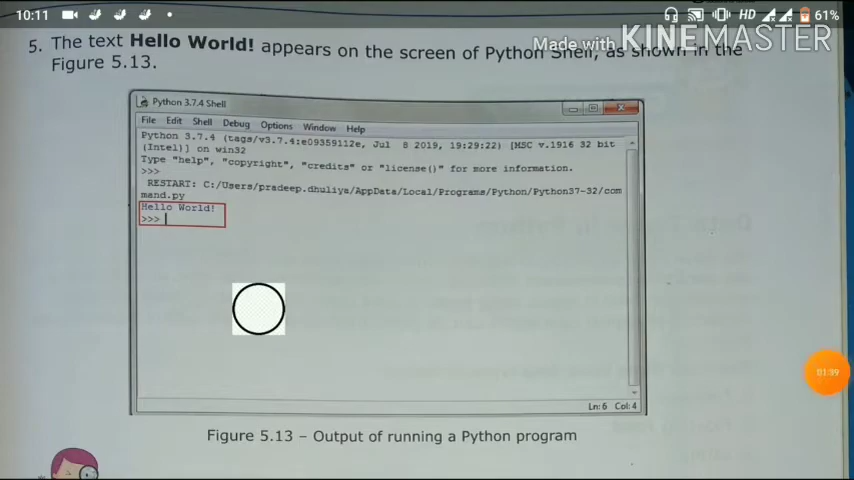 10:11
HD
61%
Made with KINEMASTER
5. The text Hello World! appears on the screen of Python Shell, as shown in the
Figure 5.13.
Python 3.7.4 Shell
File Edit Shell Debug Options Window Help
Python 3.7.4 (tags/v3.7.4:e09359112e, Jul 8 2019, 19:29:22) [MSC v.1916 32 bit
(Intel)] on win32
Type "help", "copyright", "credits" or "license()" for more information.
>>>
RESTART: C:/Users/pradeep.dhuliya/AppData/Local/Programs/Python/Python37-32/com
mand.py
Hello World!
>>>
01:39
Ln:6 Col:4
Figure 5.13 – Output of running a Python program